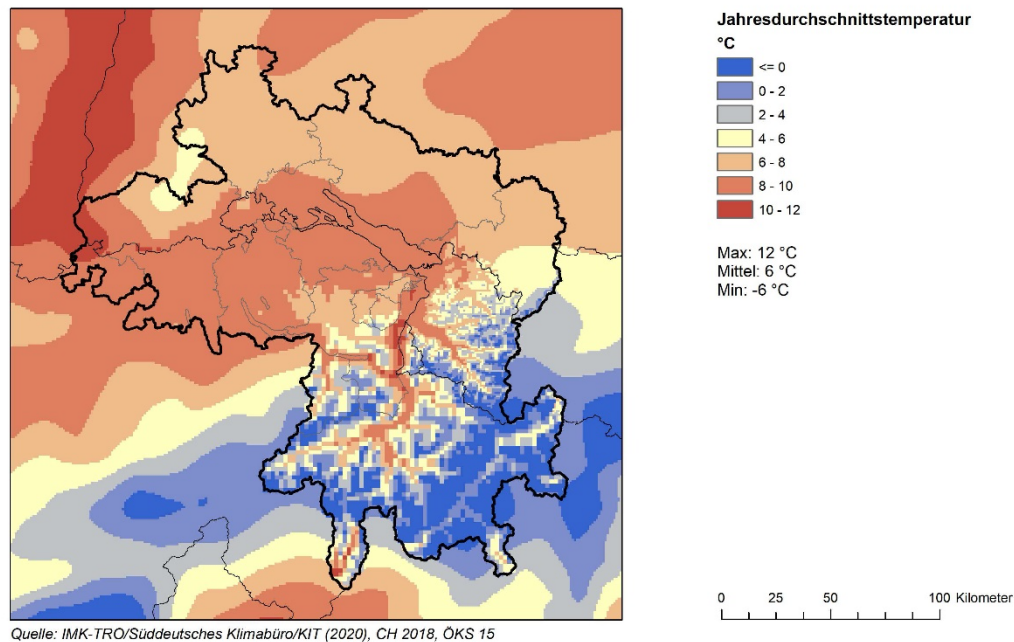 Jahresdurchschnittstemperatur
°C
<= 0
0 - 2
2 - 4
4 - 6
6 - 8
8 - 10
10 - 12
Max: 12 °C
Mittel: 6 °C
Min: -6 °C
0 25 50 100 Kilometer
Quelle: IMK-TRO/Süddeutsches Klimabüro/KIT (2020), CH 2018, ÖKS 15